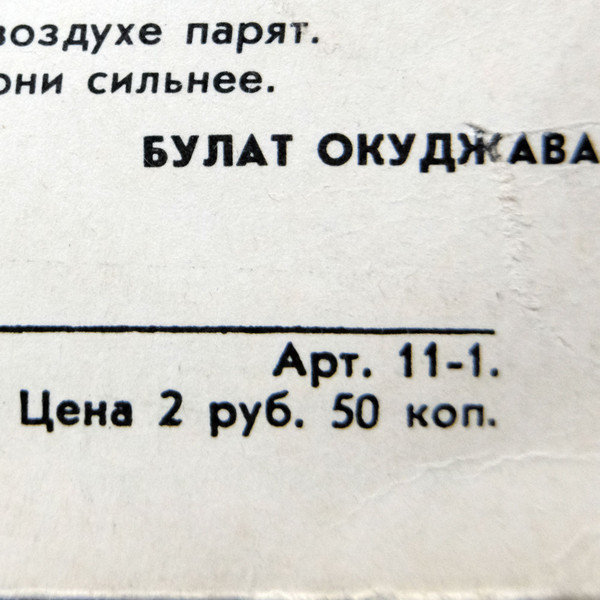 воздухе парят.
они сильнее.
БУЛАТ ОКУДЖАВА
Арт. 11-1.
Цена 2 руб. 50 коп.